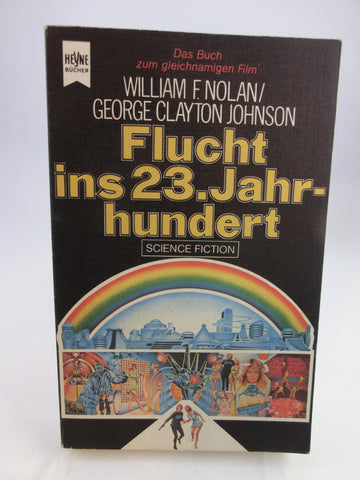 HEYNE
BÜCHER
Das Buch
zum gleichnamigen Film
WILLIAM F NOLAN/
GEORGE CLAYTON JOHNSON
Flucht
ins 23. Jahr-
hundert
SCIENCE FICTION